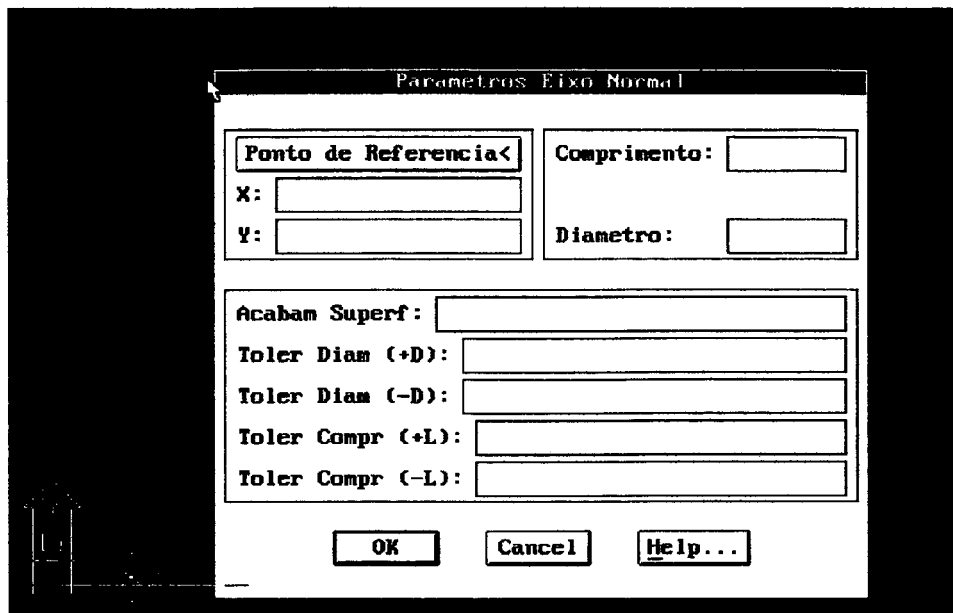 Parametros Eixo Normal
Ponto de Referencia< Comprimento:
X:
Y: Diametro:
Acabam Superf:
Toler Diam (+D):
Toler Diam (-D):
Toler Compr (+L):
Toler Compr (-L):
OK Cancel Help...